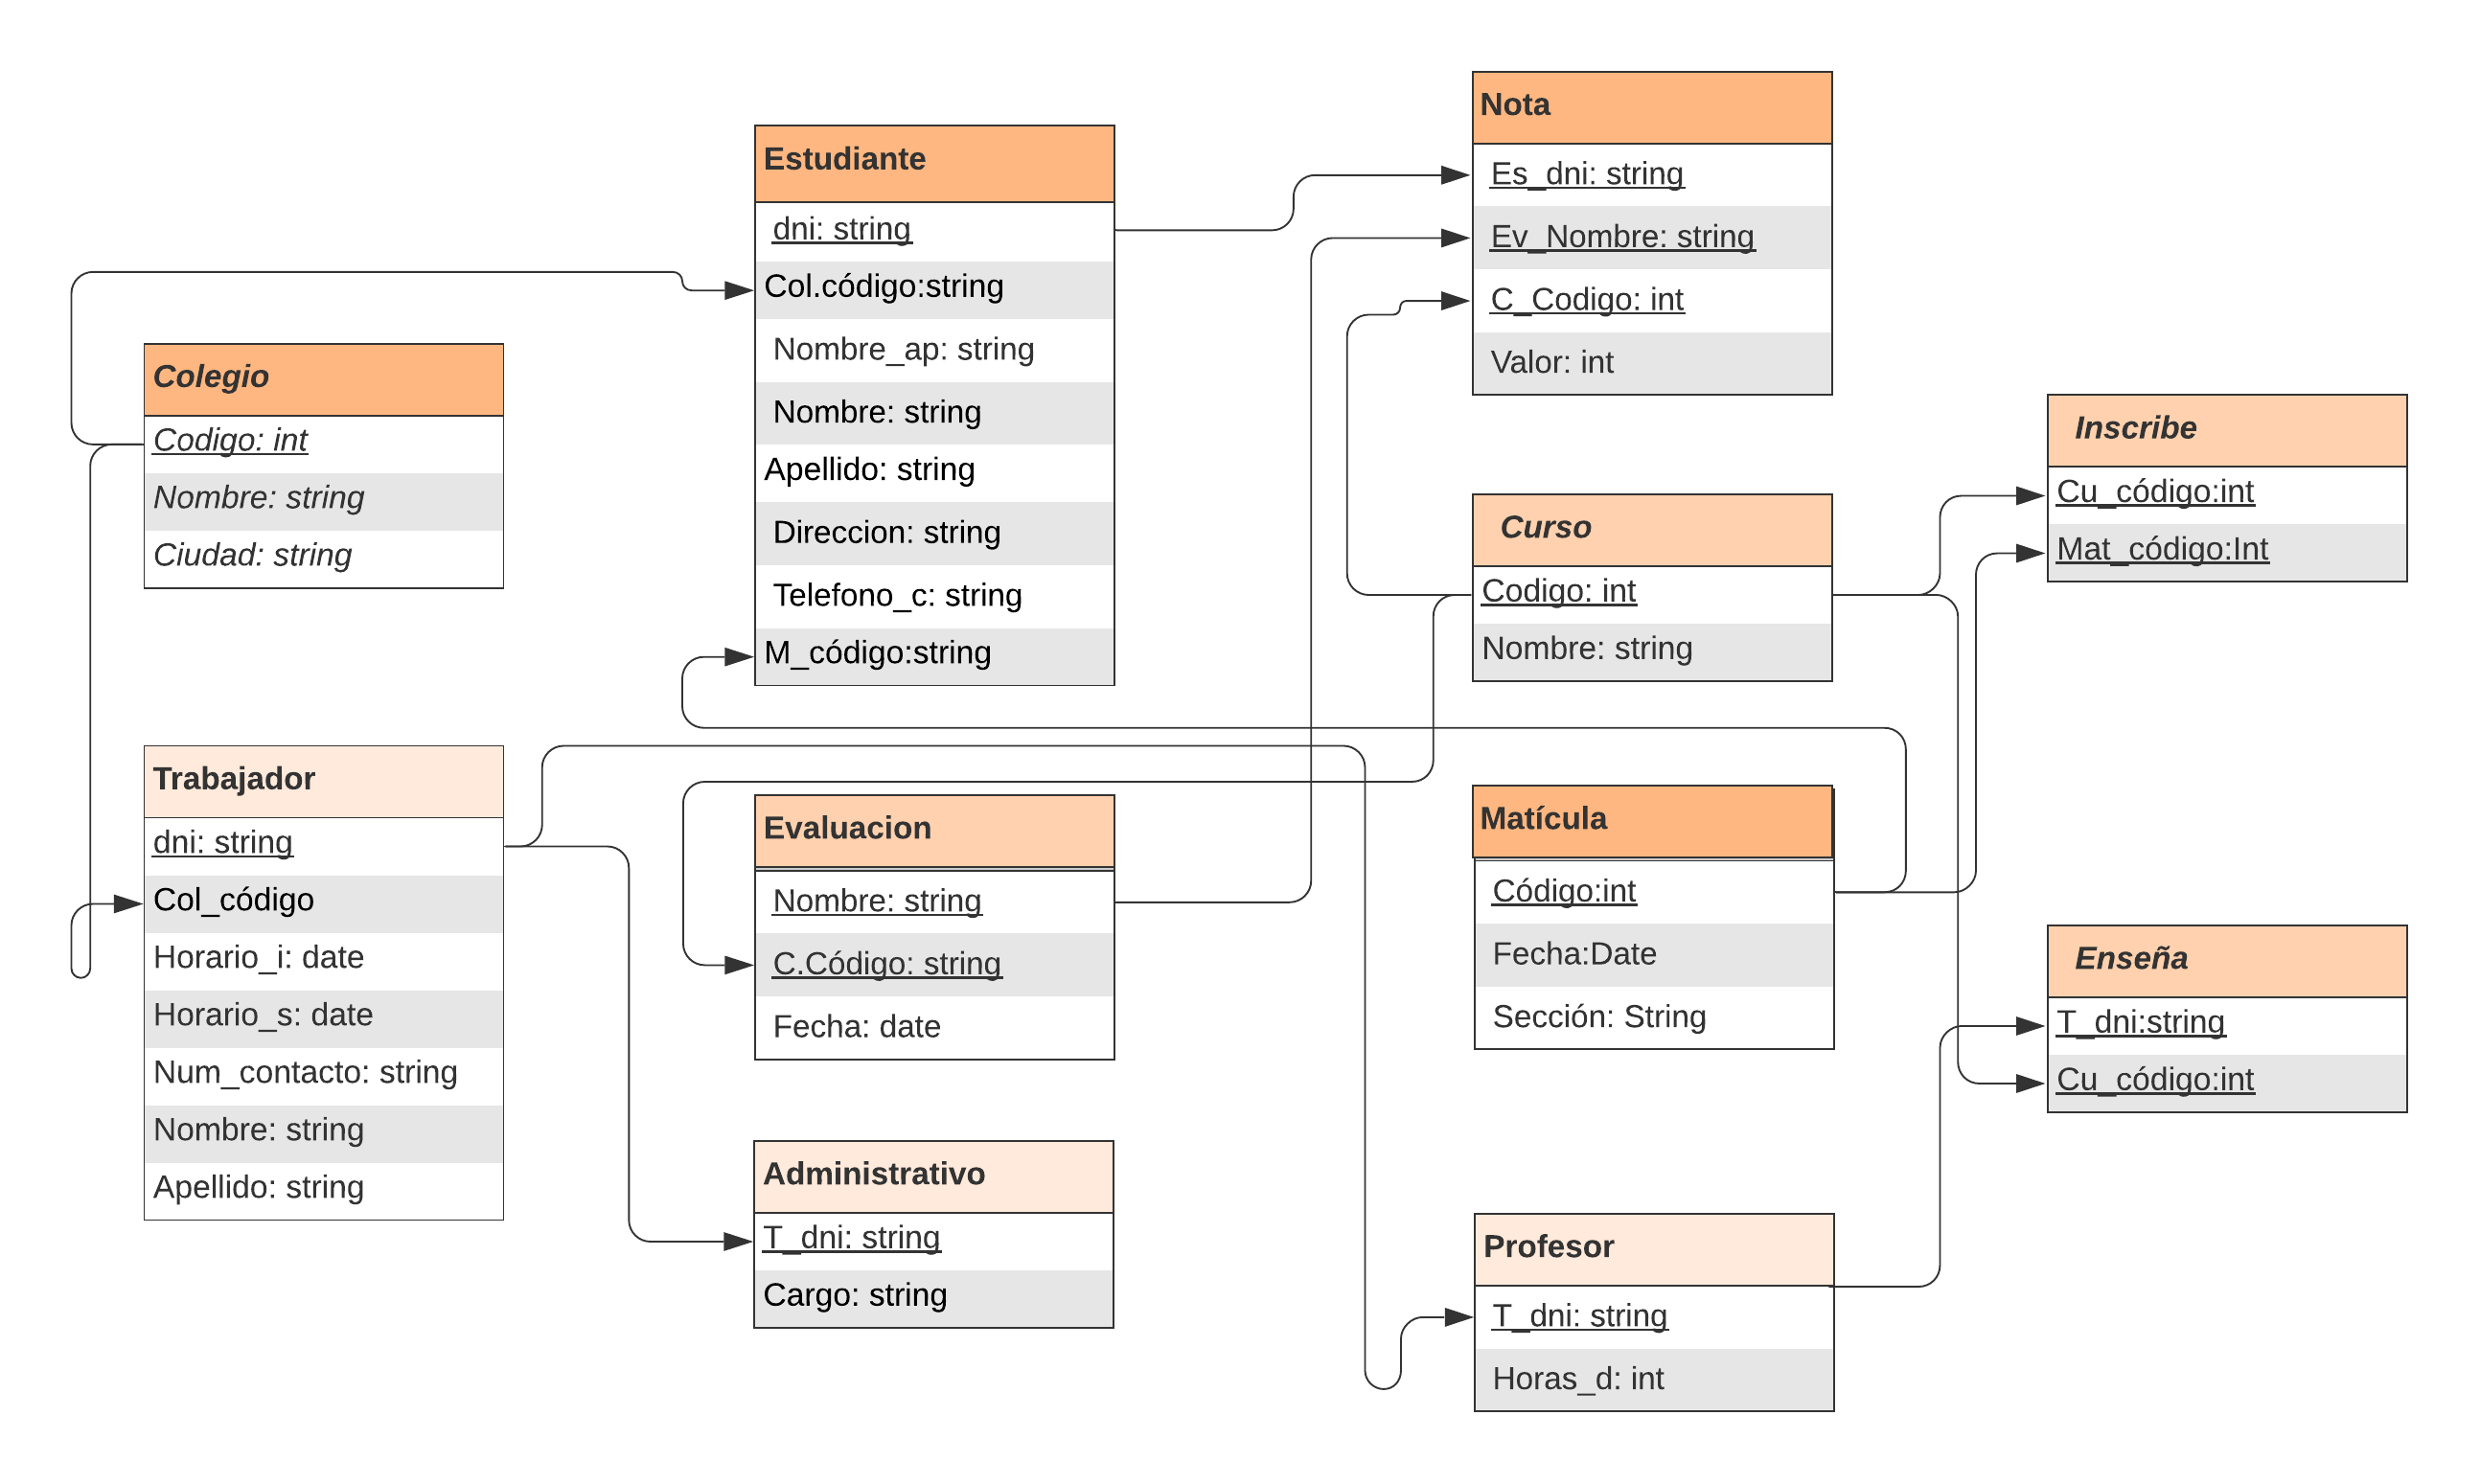 Colegio
Codigo: int
Nombre: string
Ciudad: string
Trabajador
dni: string
Col_código
Horario_i: date
Horario_s: date
Num_contacto: string
Nombre: string
Apellido: string
Estudiante
dni: string
Col.código:string
Nombre_ap: string
Nombre: string
Apellido: string
Direccion: string
Telefono_c: string
M_código:string
Evaluacion
Nombre: string
C.Código: string
Fecha: date
Administrativo
T_dni: string
Cargo: string
Nota
Es_dni: string
Ev_Nombre: string
C_Codigo: int
Valor: int
Curso
Codigo: int
Nombre: string
Matícula
Código:int
Fecha:Date
Sección: String
Profesor
T_dni: string
Horas_d: int
Inscribe
Cu_código:int
Mat_código:Int
Enseña
T_dni:string
Cu_código:int